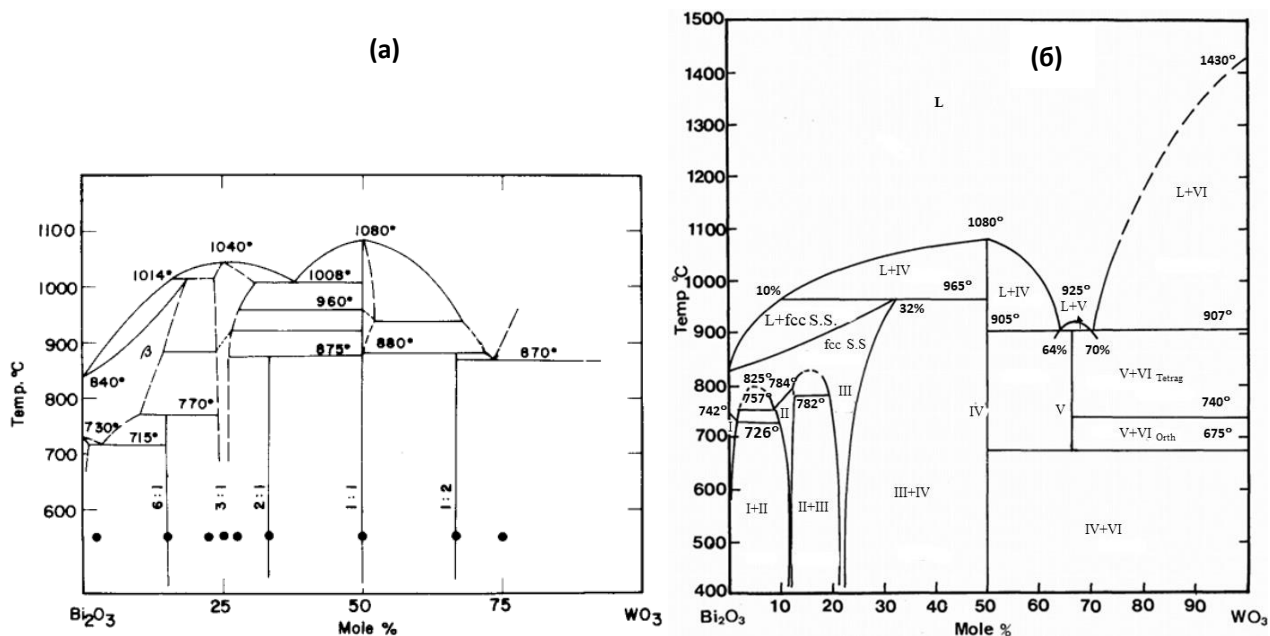 (а)
1100
1000
900
800
700
600
Temp. °C
1014°
1040°
1080°
1008°
960°
875°
880°
870°
β
840°
770°
730°
715°
6:1
3:1
2:1
1:1
1:2
Bi₂O₃
25
50
75
WO₃
Mole %
(б)
1500
1400
1300
1200
1100
1000
900
800
700
600
500
400
Temp. °C
L
1430°
L+VI
1080°
L+IV
10%
965°
32%
L+IV
925°
L+V
L+fcc S.S.
fcc S.S
905°
907°
64%
70%
825°
784°
757°
742°
782°
726°
I
II
III
IV
V
V+VI Tetrag
740°
V+VI Orth
675°
I+II
II+III
III+IV
IV+VI
Bi₂O₃
10
20
30
40
50
60
70
80
90
WO₃
Mole %